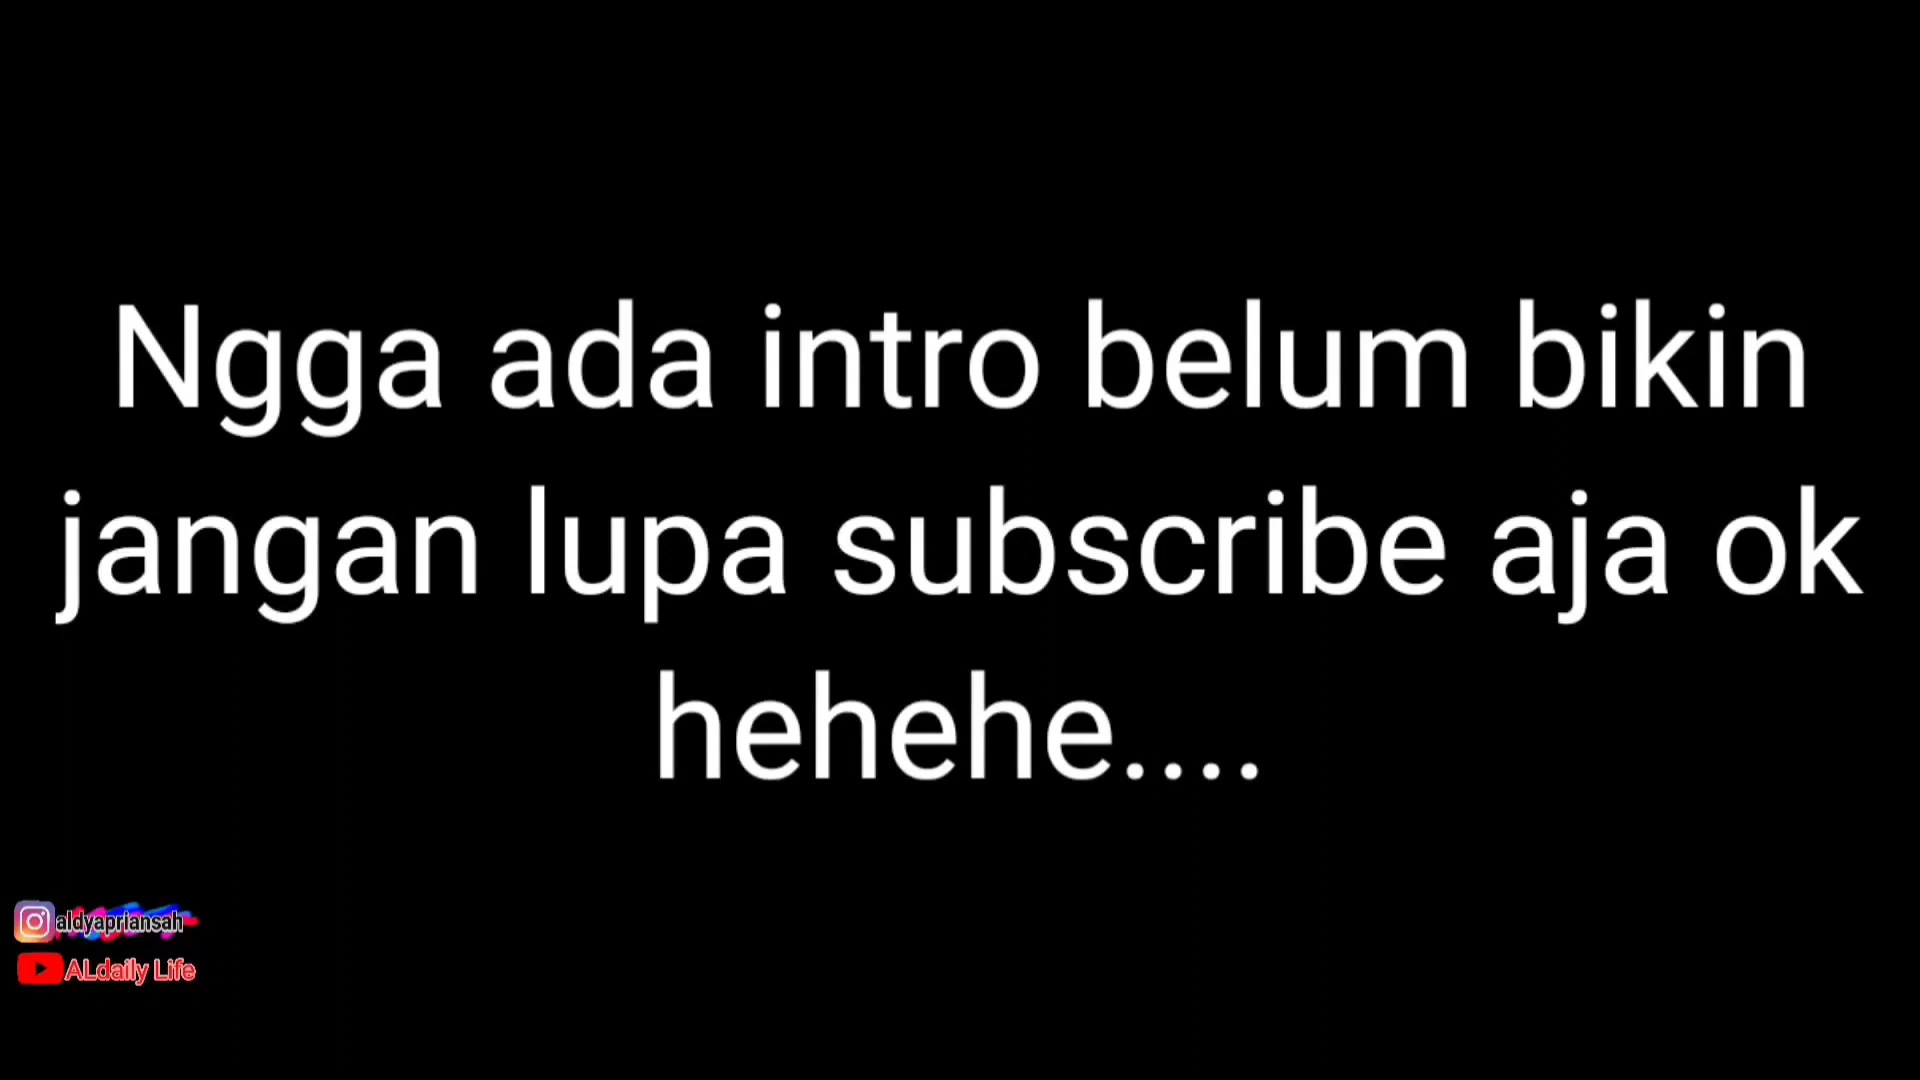 Ngga ada intro belum bikin
jangan lupa subscribe aja ok
hehehe....
aldyapriansah
ALdaily Life